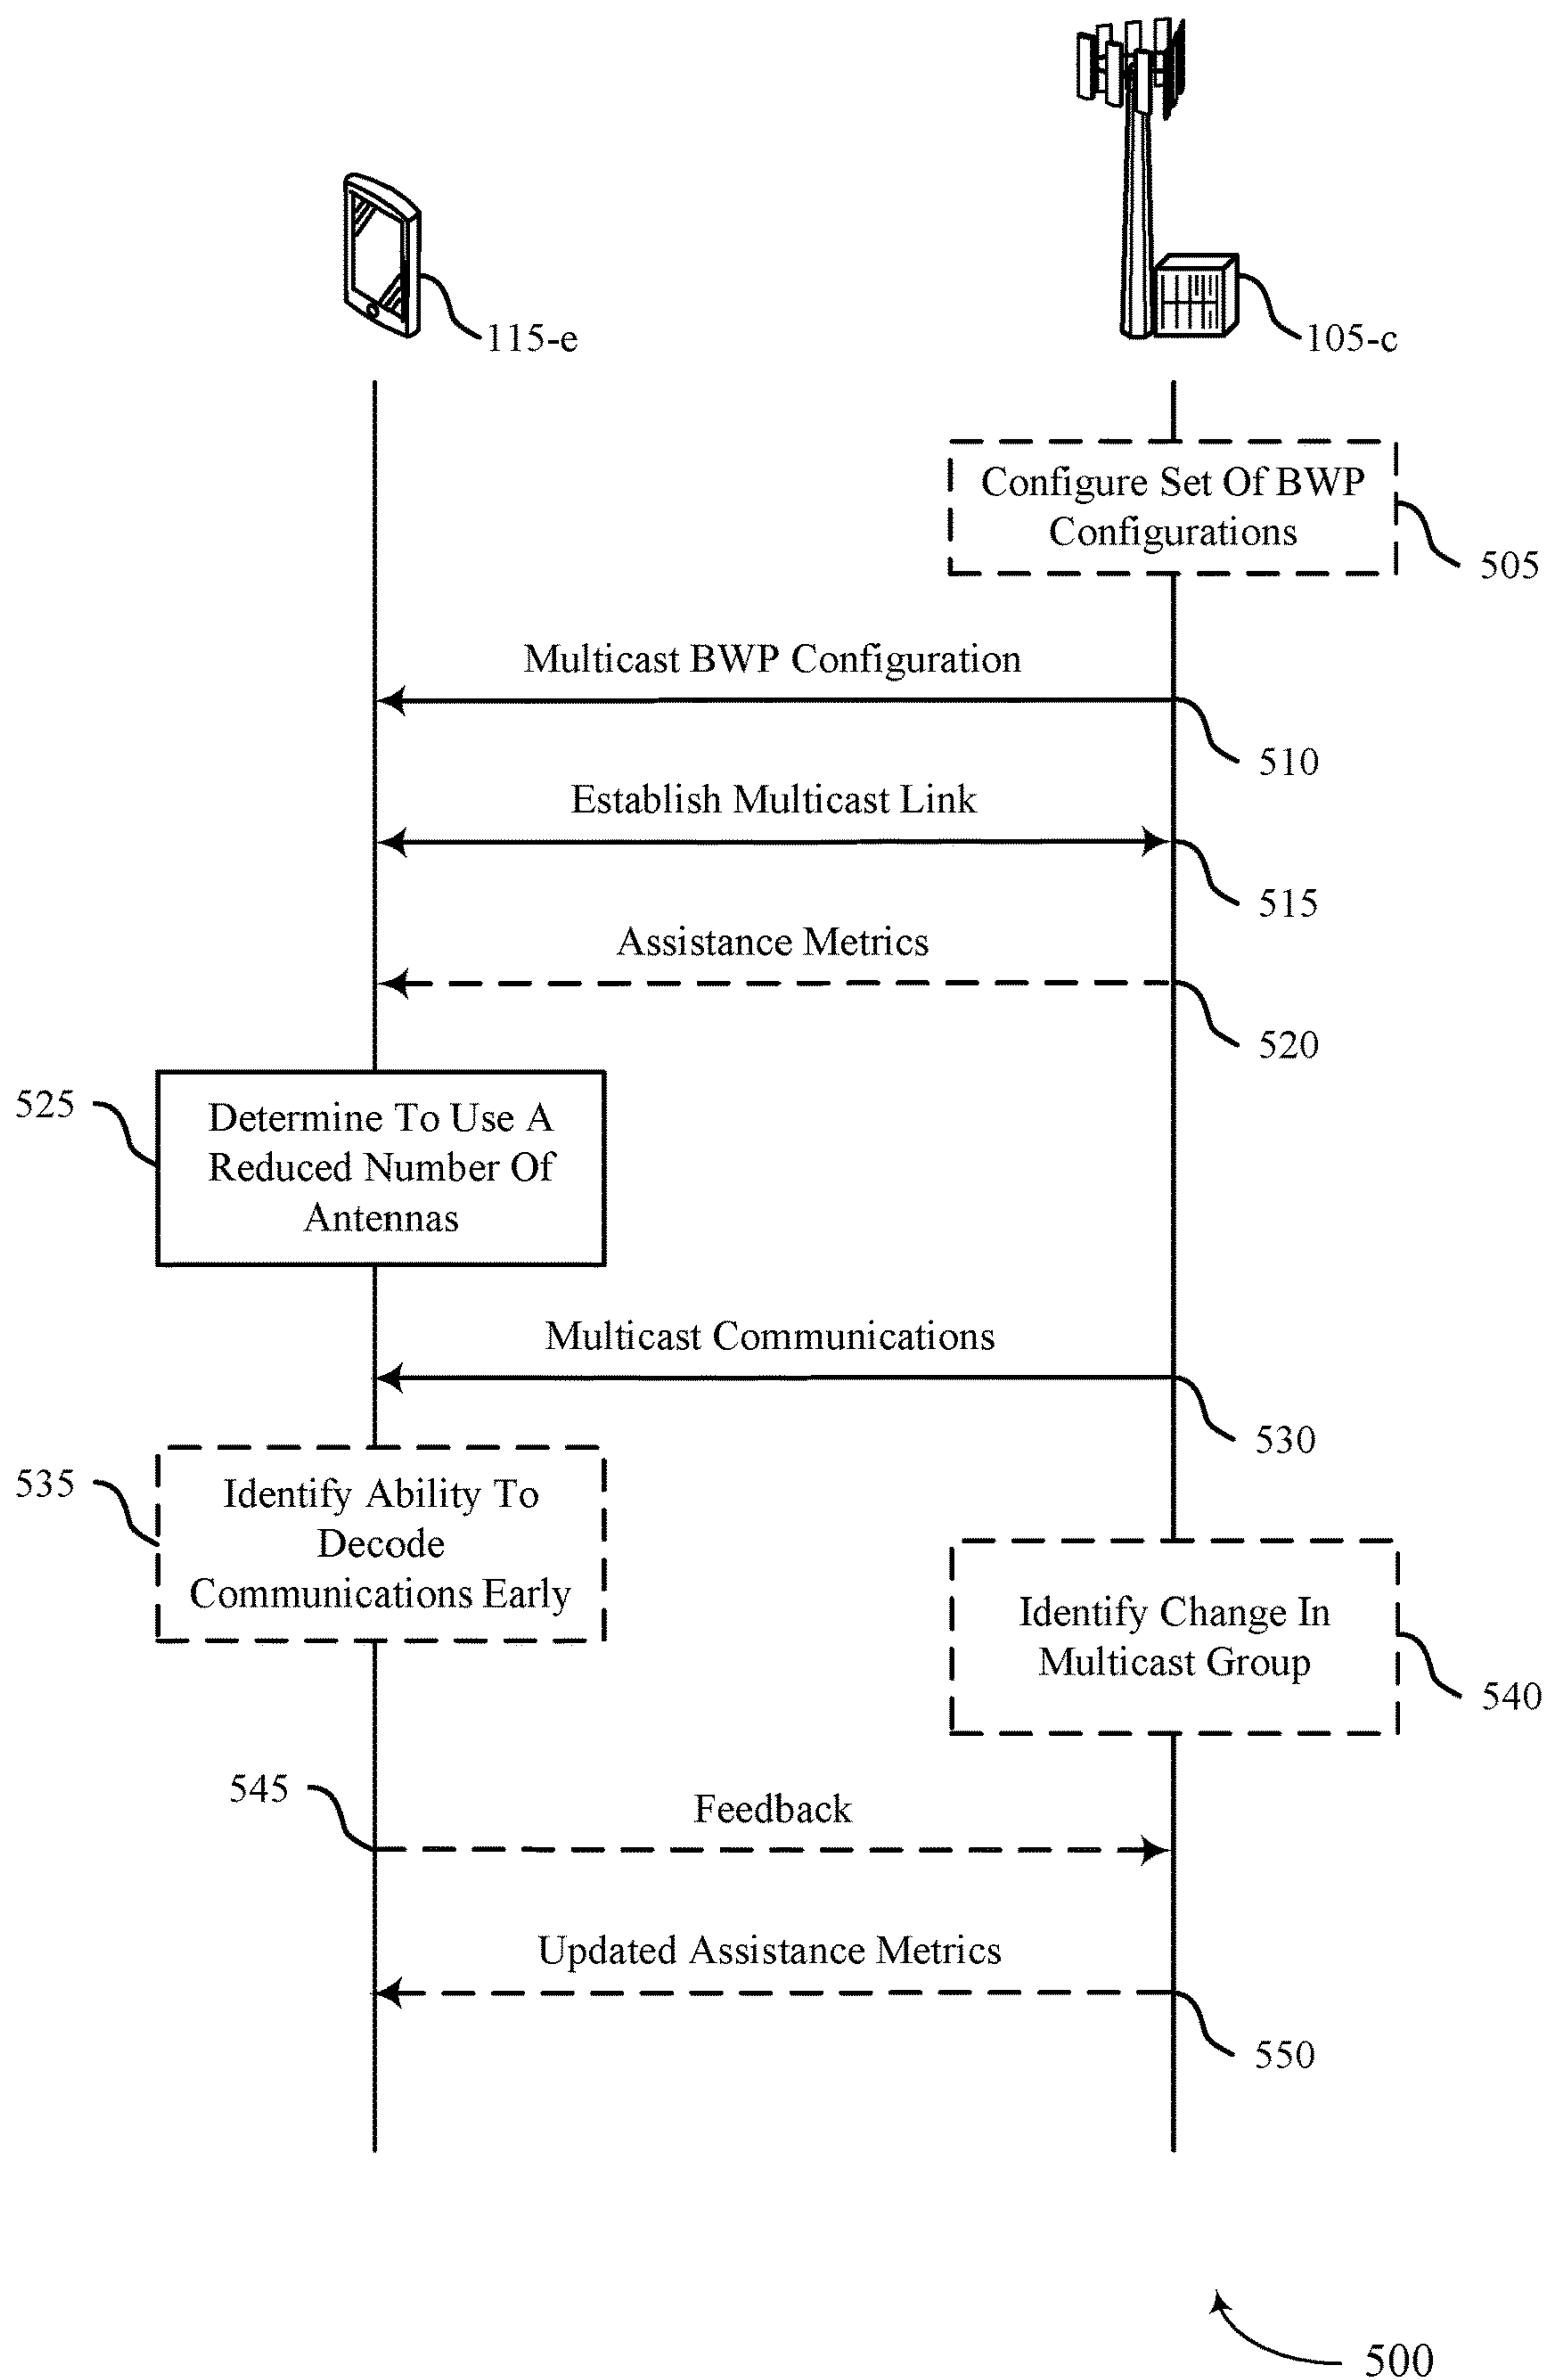 115-e
105-c
Configure Set Of BWP
Configurations
505
Multicast BWP Configuration
510
Establish Multicast Link
515
Assistance Metrics
520
525
Determine To Use A
Reduced Number Of
Antennas
Multicast Communications
530
535
Identify Ability To
Decode
Communications Early
Identify Change In
Multicast Group
540
545
Feedback
Updated Assistance Metrics
550
500